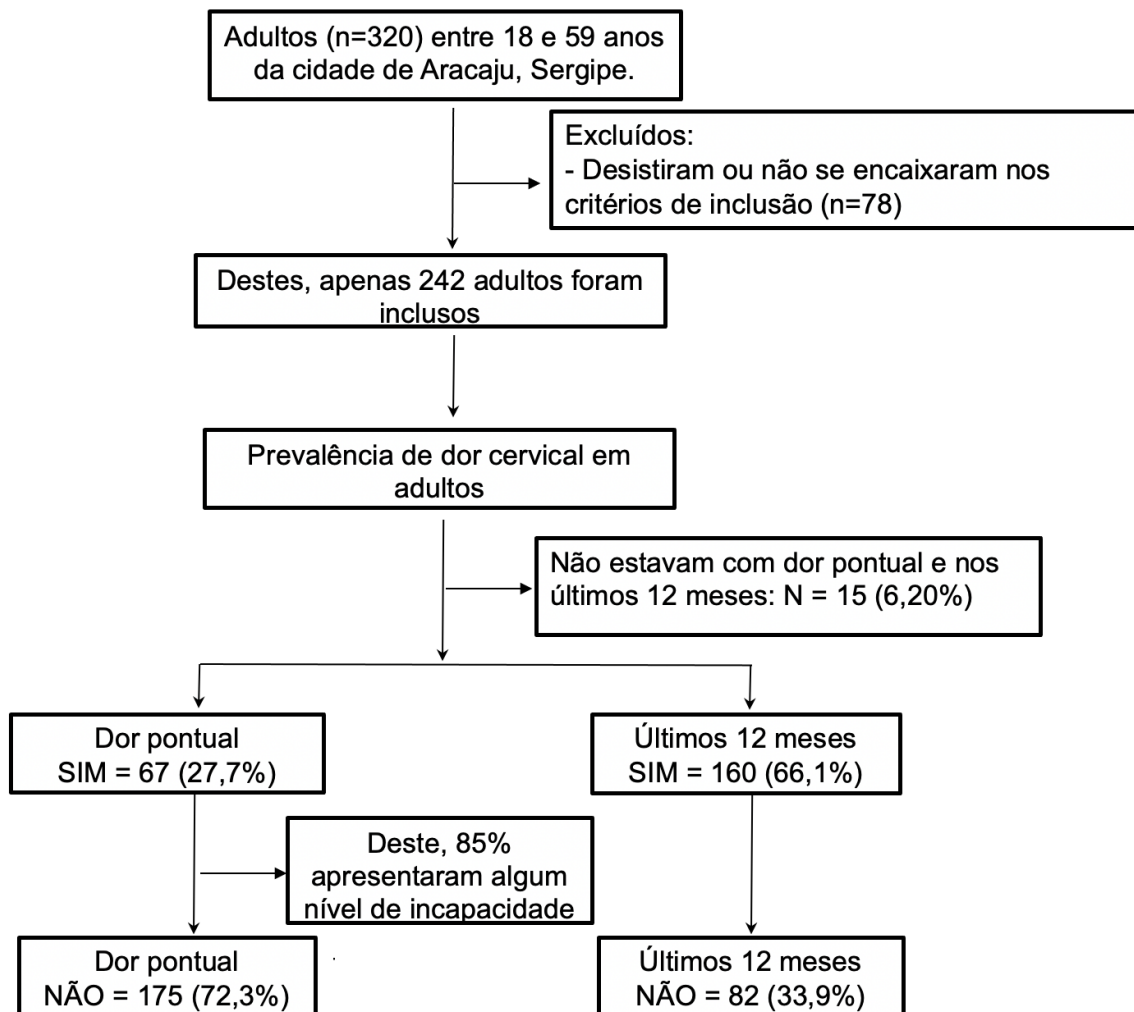 Adultos (n=320) entre 18 e 59 anos
da cidade de Aracaju, Sergipe.
Excluídos:
- Desistiram ou não se encaixaram nos
critérios de inclusão (n=78)
Destes, apenas 242 adultos foram
inclusos
Prevalência de dor cervical em
adultos
Não estavam com dor pontual e nos
últimos 12 meses: N = 15 (6,20%)
Dor pontual
SIM = 67 (27,7%)
Últimos 12 meses
SIM = 160 (66,1%)
Deste, 85%
apresentaram algum
nível de incapacidade
Dor pontual
NÃO = 175 (72,3%)
Últimos 12 meses
NÃO = 82 (33,9%)